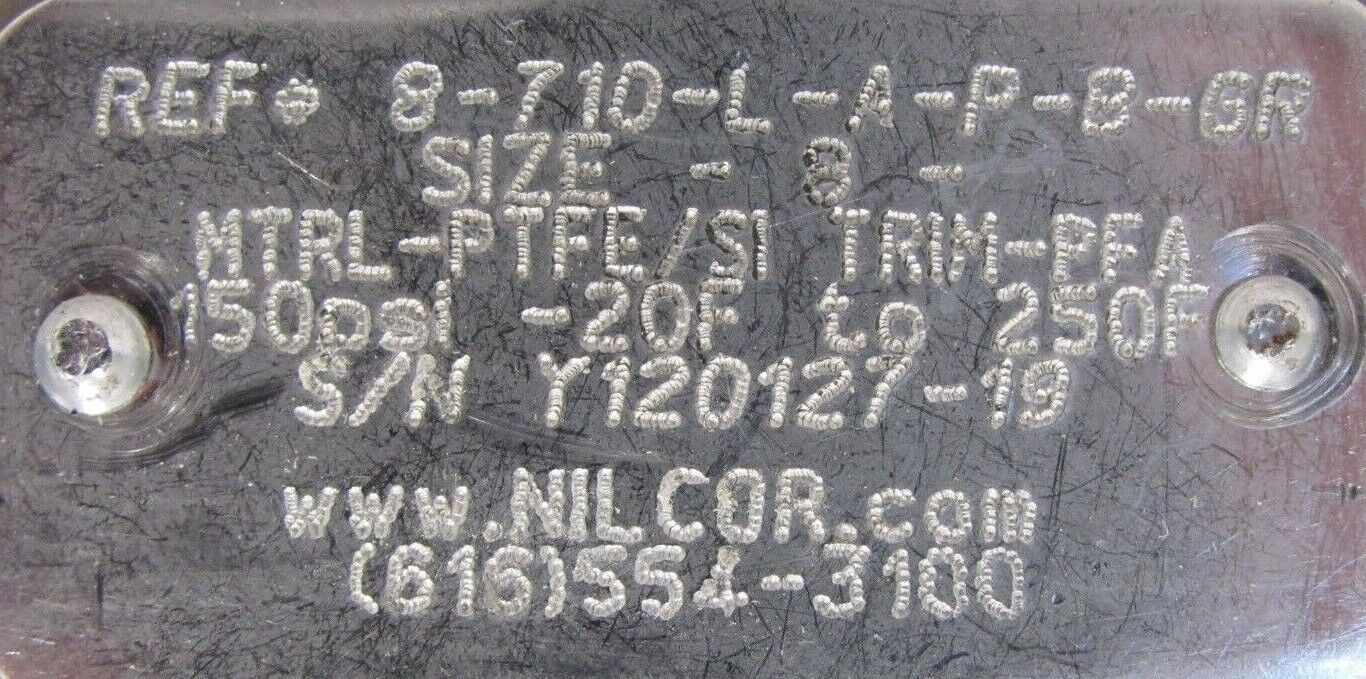 REF# 8-710-L-A-P-B-GR
SIZE - 8 -
MTRL-PTFE/SI TRIM-PFA
150psi -20F to 250F
S/N Y120127-19
www.NILCOR.com
(616)554-3100